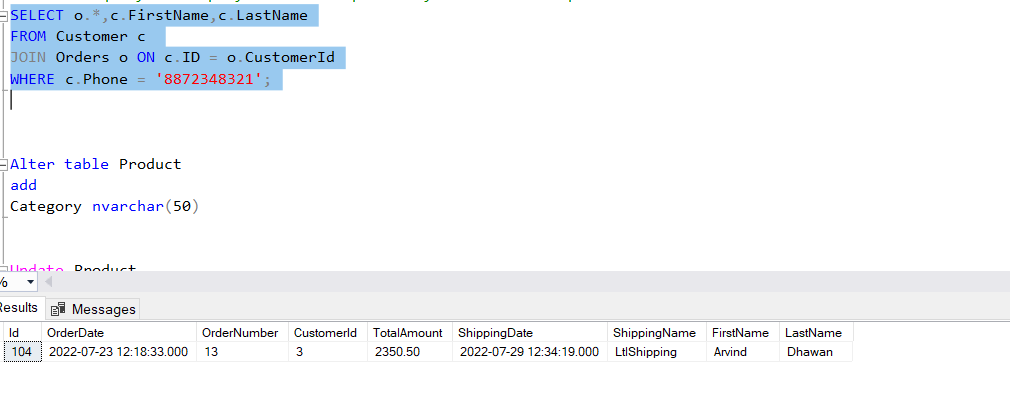 SELECT o.*,c.FirstName,c.LastName
FROM Customer c
JOIN Orders o ON c.ID = o.CustomerId
WHERE c.Phone = '8872348321';
Alter table Product
add
Category nvarchar(50)
Update Product
%
Results Messages
Id OrderDate OrderNumber CustomerId TotalAmount ShippingDate ShippingName FirstName LastName
104 2022-07-23 12:18:33.000 13 3 2350.50 2022-07-29 12:34:19.000 LtlShipping Arvind Dhawan